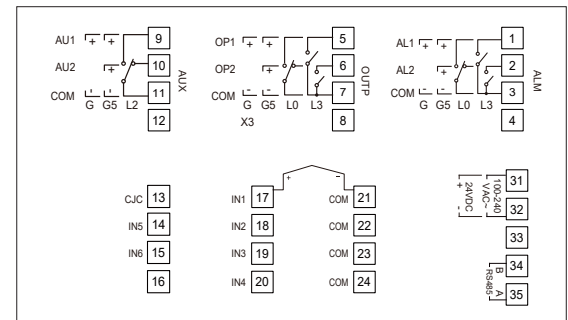 AU1 + + 9
AU2 + 10
COM - - 11
G G5 L2
12
AUX
OP1 + + 5
OP2 + 6
COM - - 7
G G5 L0 L3
X3 8
OUTP
AL1 + + 1
AL2 + 2
COM - - 3
G G5 L0 L3
4
ALM
CJC 13
IN5 14
IN6 15
16
+ -
IN1 17
IN2 18
IN3 19
IN4 20
COM 21
COM 22
COM 23
COM 24
100-240
VAC~
24VDC
+ -
31
32
33
34
35
B A
RS485